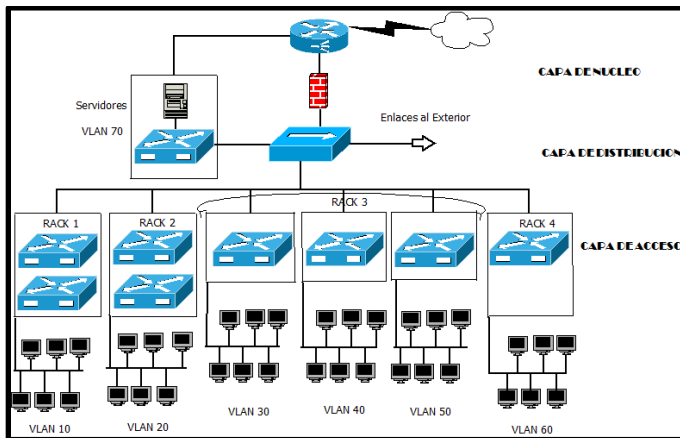 CAPA DE NUCLEO
Servidores
VLAN 70
Enlaces al Exterior
CAPA DE DISTRIBUCION
RACK 1
RACK 2
RACK 3
RACK 4
CAPA DE ACCESO
VLAN 10
VLAN 20
VLAN 30
VLAN 40
VLAN 50
VLAN 60